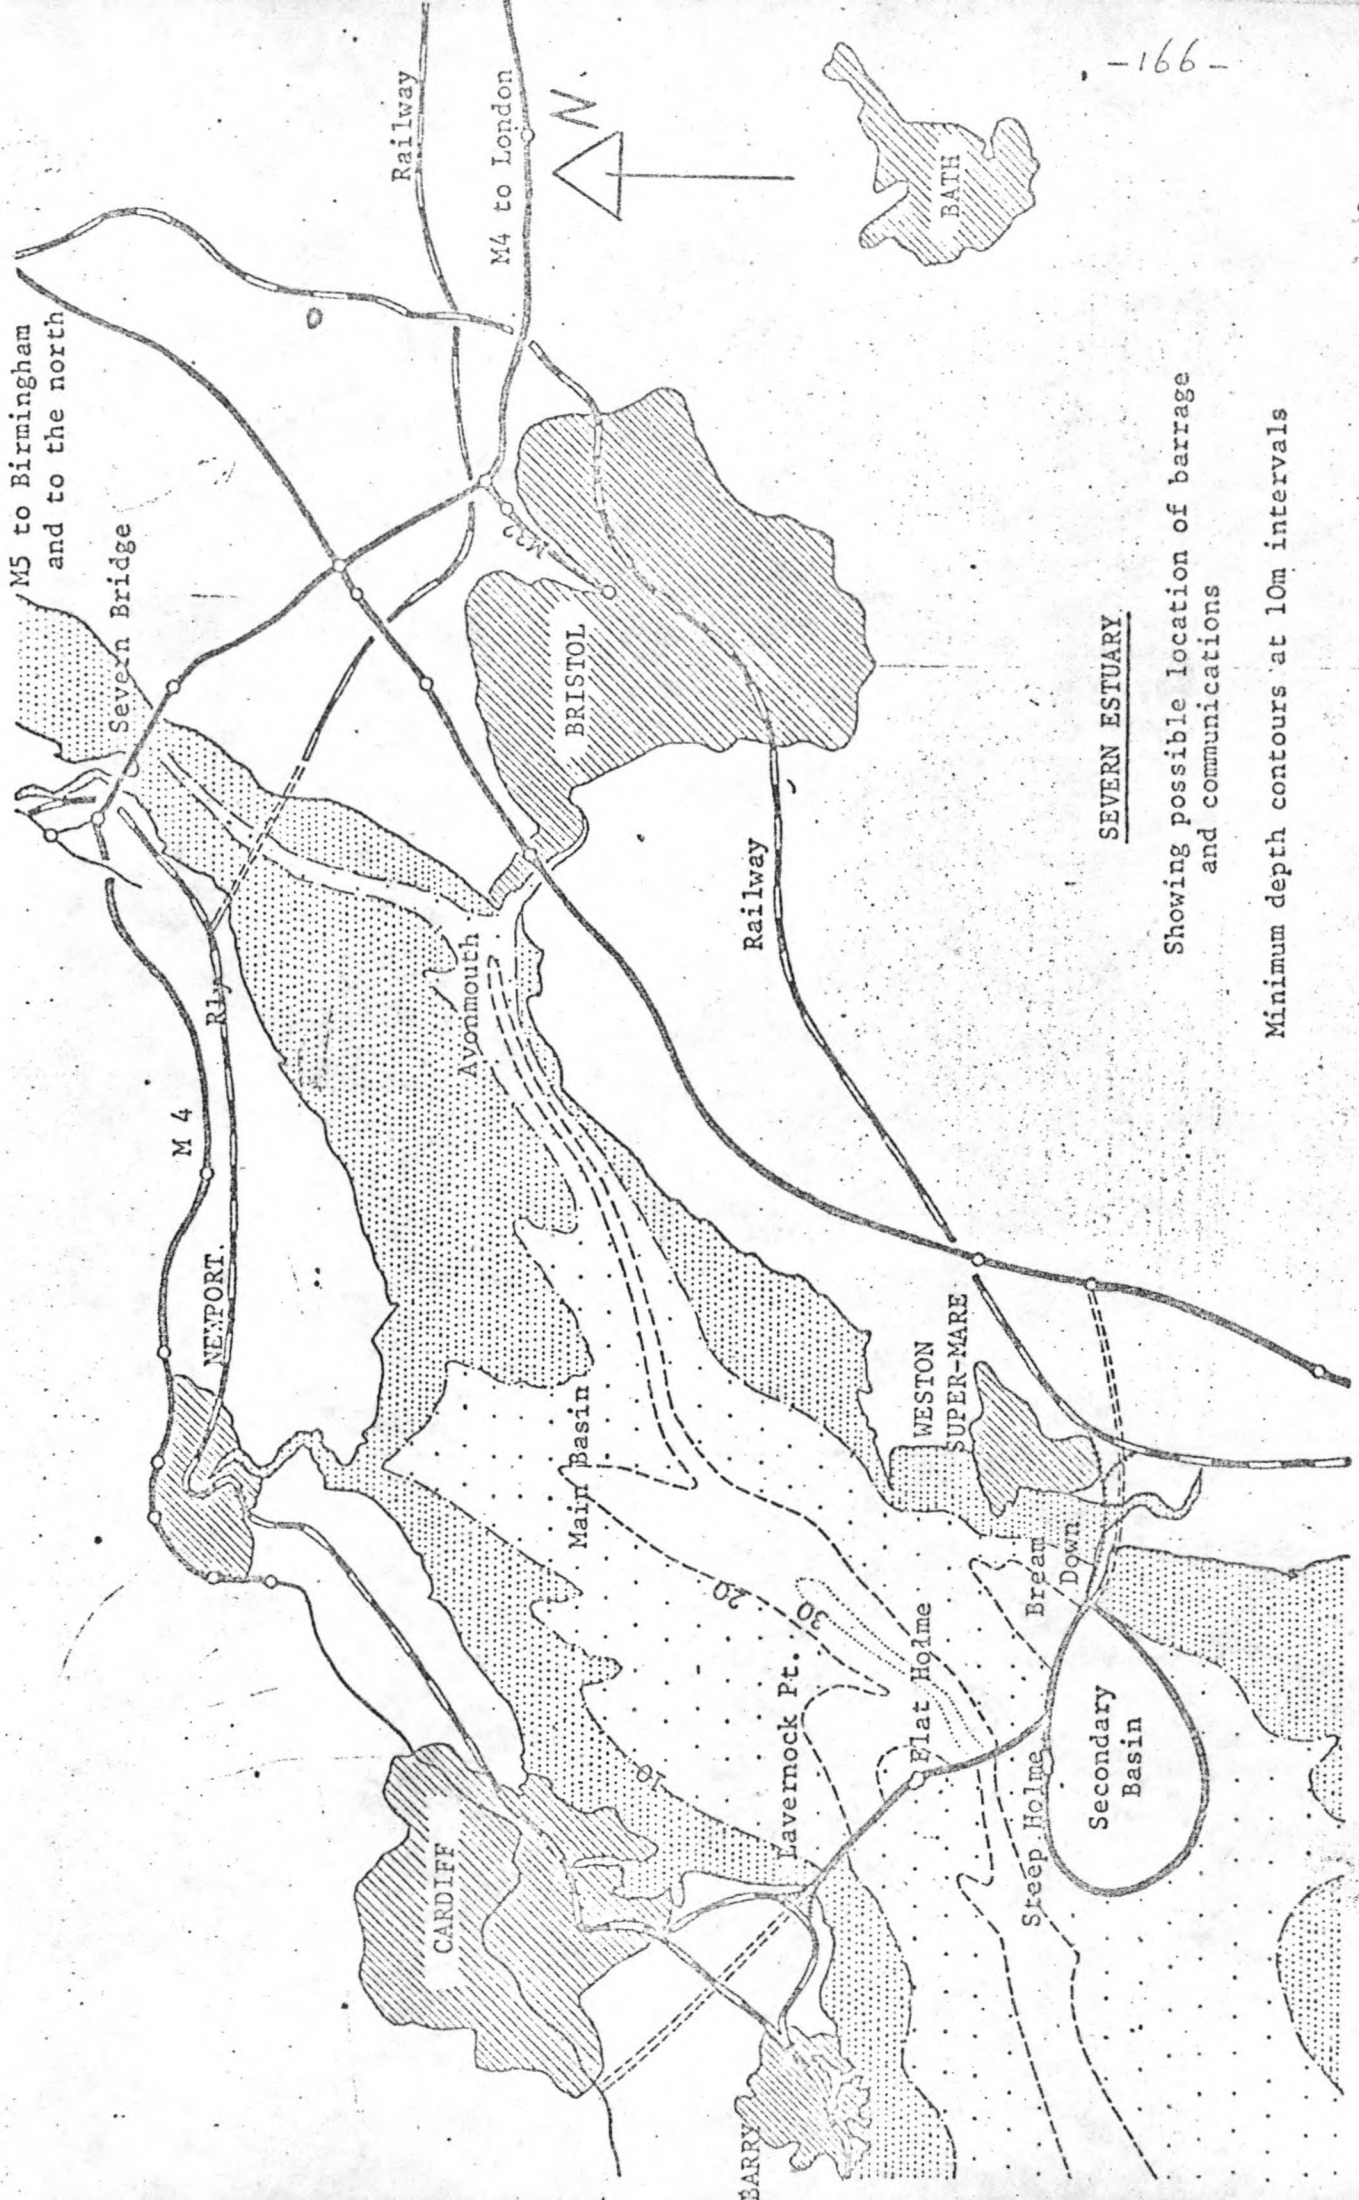 -166-
M5 to Birmingham
and to the north
Severn Bridge
Railway
M4 to London
N
BATH
M32
BRISTOL
M 4
Rly
NEWPORT.
Avonmouth
Railway
Main Basin
WESTON
SUPER-MARE
CARDIFF
10
20
30
Lavernock Pt.
Flat Holme
Bream
Down
Steep Holme
Secondary
Basin
BARRY
SEVERN ESTUARY
Showing possible location of barrage
and communications
Minimum depth contours at 10m intervals